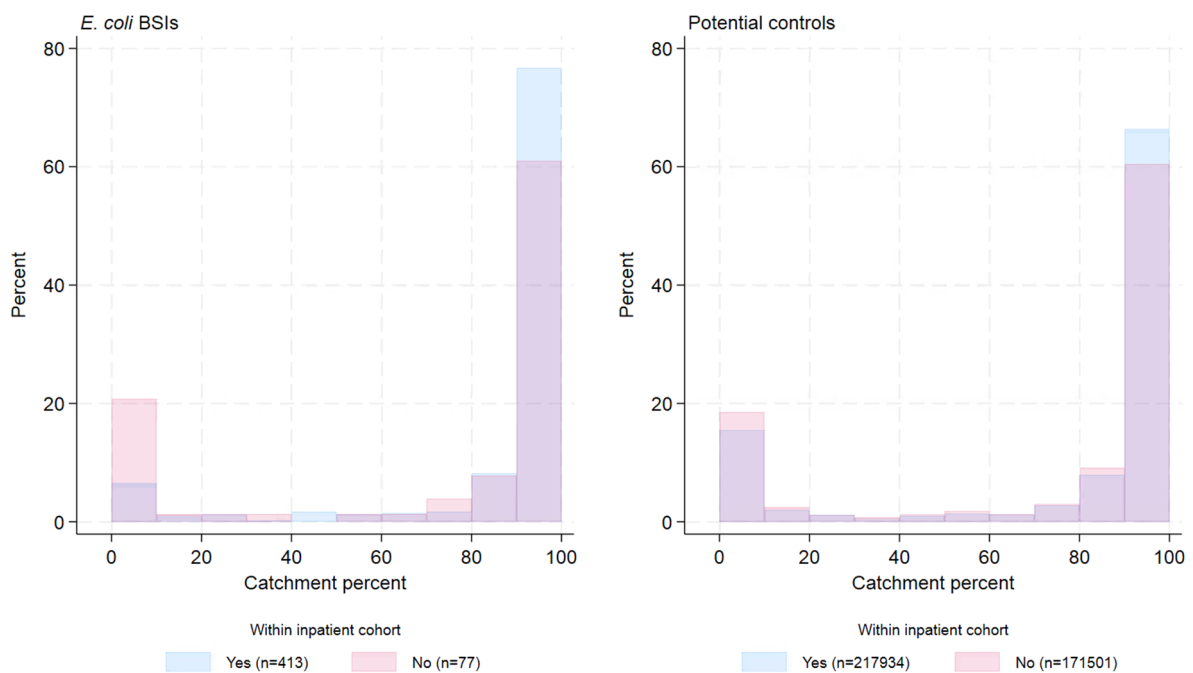 E. coli BSIs
80
60
40
20
0
Percent
0 20 40 60 80 100
Catchment percent
Within inpatient cohort
Yes (n=413) No (n=77)
Potential controls
80
60
40
20
0
Percent
0 20 40 60 80 100
Catchment percent
Within inpatient cohort
Yes (n=217934) No (n=171501)